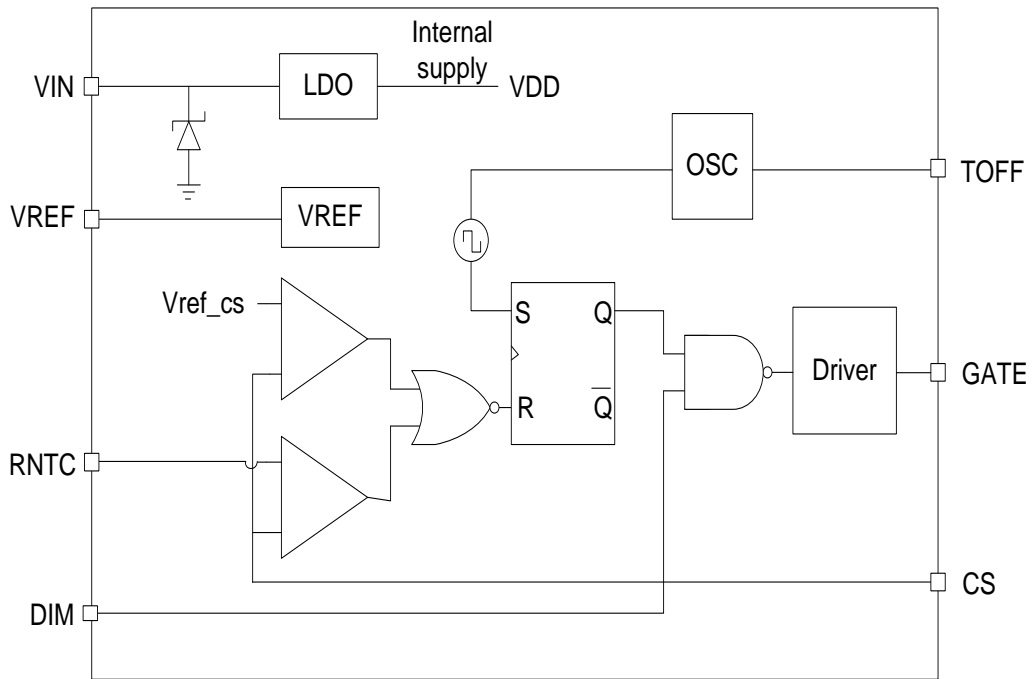 Internal
supply
VIN
LDO
VDD
OSC
TOFF
VREF
VREF
Vref_cs
S
Q
Driver
GATE
R
Q̅
RNTC
CS
DIM